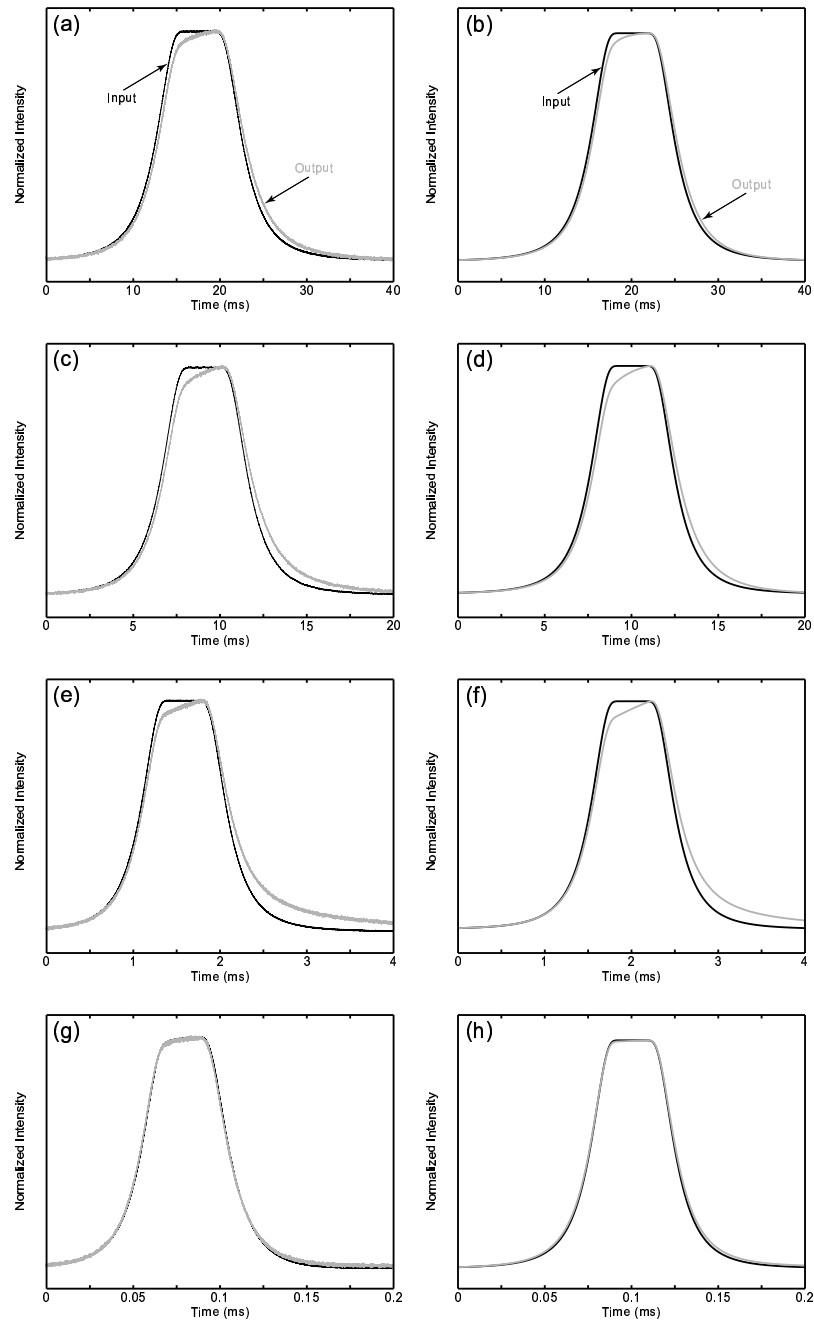 (a)
Normalized Intensity
Input
Output
0 10 20 30 40
Time (ms)
(b)
Normalized Intensity
Input
Output
0 10 20 30 40
Time (ms)
(c)
Normalized Intensity
0 5 10 15 20
Time (ms)
(d)
Normalized Intensity
0 5 10 15 20
Time (ms)
(e)
Normalized Intensity
0 1 2 3 4
Time (ms)
(f)
Normalized Intensity
0 1 2 3 4
Time (ms)
(g)
Normalized Intensity
0 0.05 0.1 0.15 0.2
Time (ms)
(h)
Normalized Intensity
0 0.05 0.1 0.15 0.2
Time (ms)